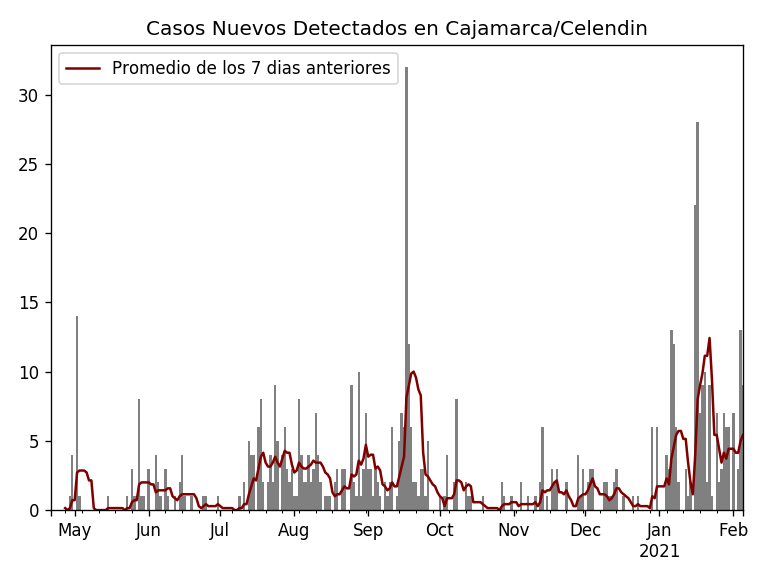 Casos Nuevos Detectados en Cajamarca/Celendin
Promedio de los 7 dias anteriores
30
25
20
15
10
5
0
May Jun Jul Aug Sep Oct Nov Dec Jan Feb
2021